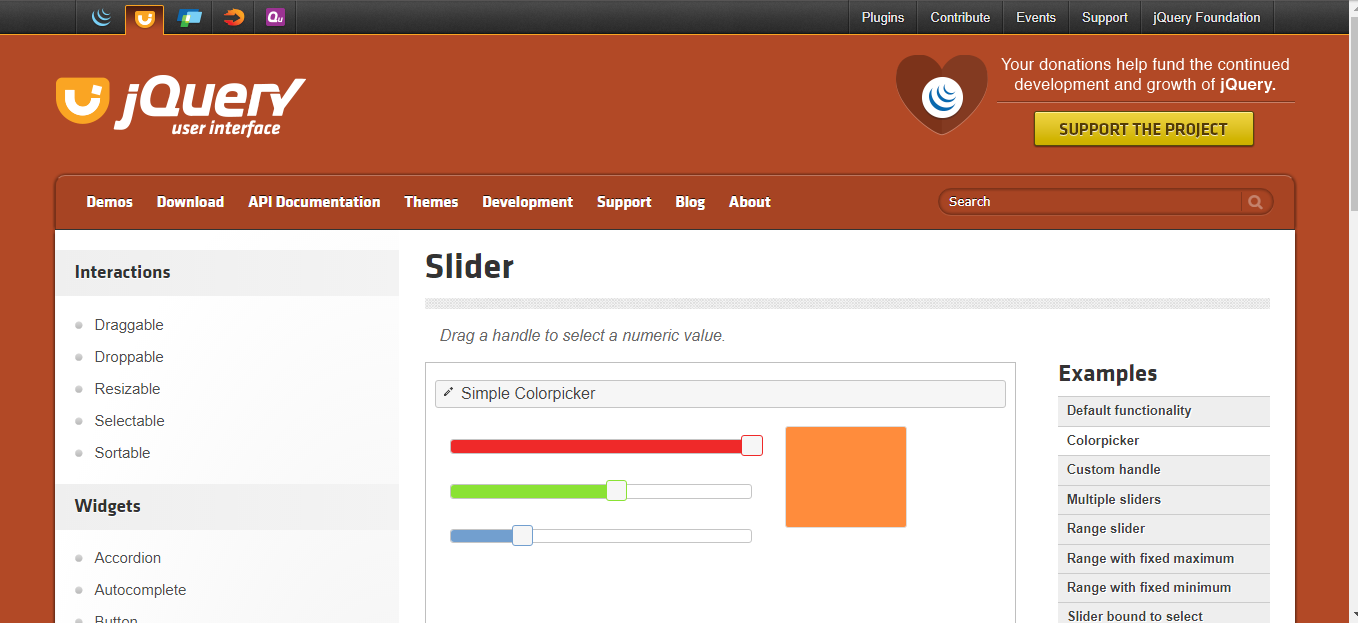 Qu
Plugins
Contribute
Events
Support
jQuery Foundation
jQuery
user interface
Your donations help fund the continued
development and growth of jQuery.
SUPPORT THE PROJECT
Demos
Download
API Documentation
Themes
Development
Support
Blog
About
Search
Interactions
Draggable
Droppable
Resizable
Selectable
Sortable
Widgets
Accordion
Autocomplete
Button
Slider
Drag a handle to select a numeric value.
Simple Colorpicker
Examples
Default functionality
Colorpicker
Custom handle
Multiple sliders
Range slider
Range with fixed maximum
Range with fixed minimum
Slider bound to select